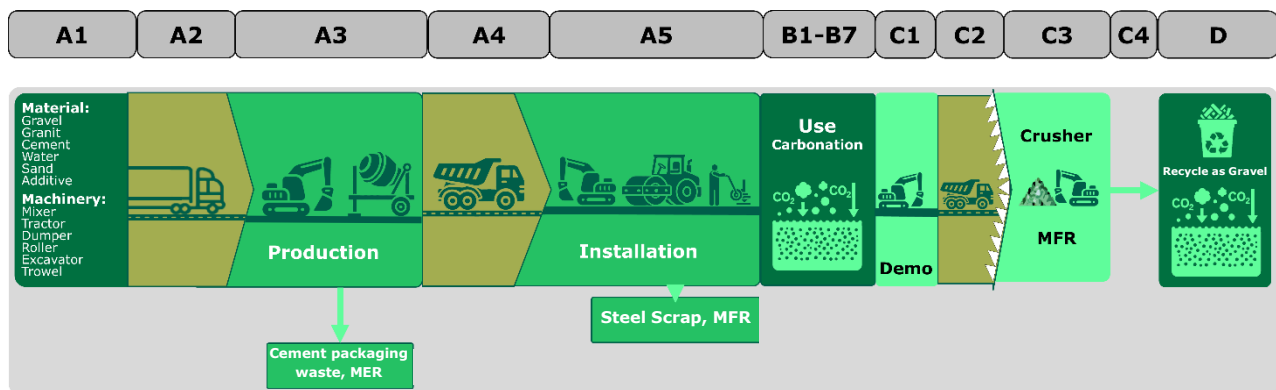 A1
A2
A3
A4
A5
B1-B7
C1
C2
C3
C4
D
Material:
Gravel
Granit
Cement
Water
Sand
Additive
Machinery:
Mixer
Tractor
Dumper
Roller
Excavator
Trowel
Production
Cement packaging
waste, MER
Installation
Steel Scrap, MFR
Use
Carbonation
CO₂
CO₂
Demo
Crusher
MFR
Recycle as Gravel
CO₂
CO₂